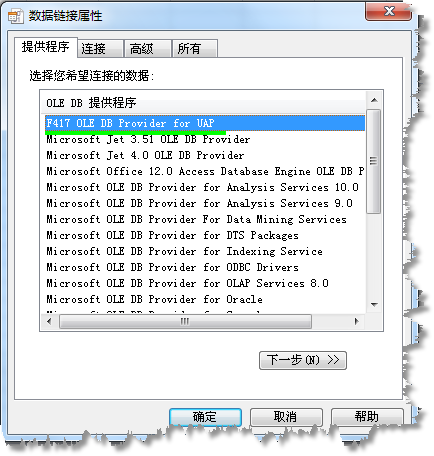 数据链接属性
提供程序 连接 高级 所有
选择您希望连接的数据:
OLE DB 提供程序
F417 OLE DB Provider for UAP
Microsoft Jet 3.51 OLE DB Provider
Microsoft Jet 4.0 OLE DB Provider
Microsoft Office 12.0 Access Database Engine OLE DB P
Microsoft OLE DB Provider for Analysis Services 10.0
Microsoft OLE DB Provider for Analysis Services 9.0
Microsoft OLE DB Provider For Data Mining Services
Microsoft OLE DB Provider for DTS Packages
Microsoft OLE DB Provider for Indexing Service
Microsoft OLE DB Provider for ODBC Drivers
Microsoft OLE DB Provider for OLAP Services 8.0
Microsoft OLE DB Provider for Oracle
下一步(N) >>
确定 取消 帮助